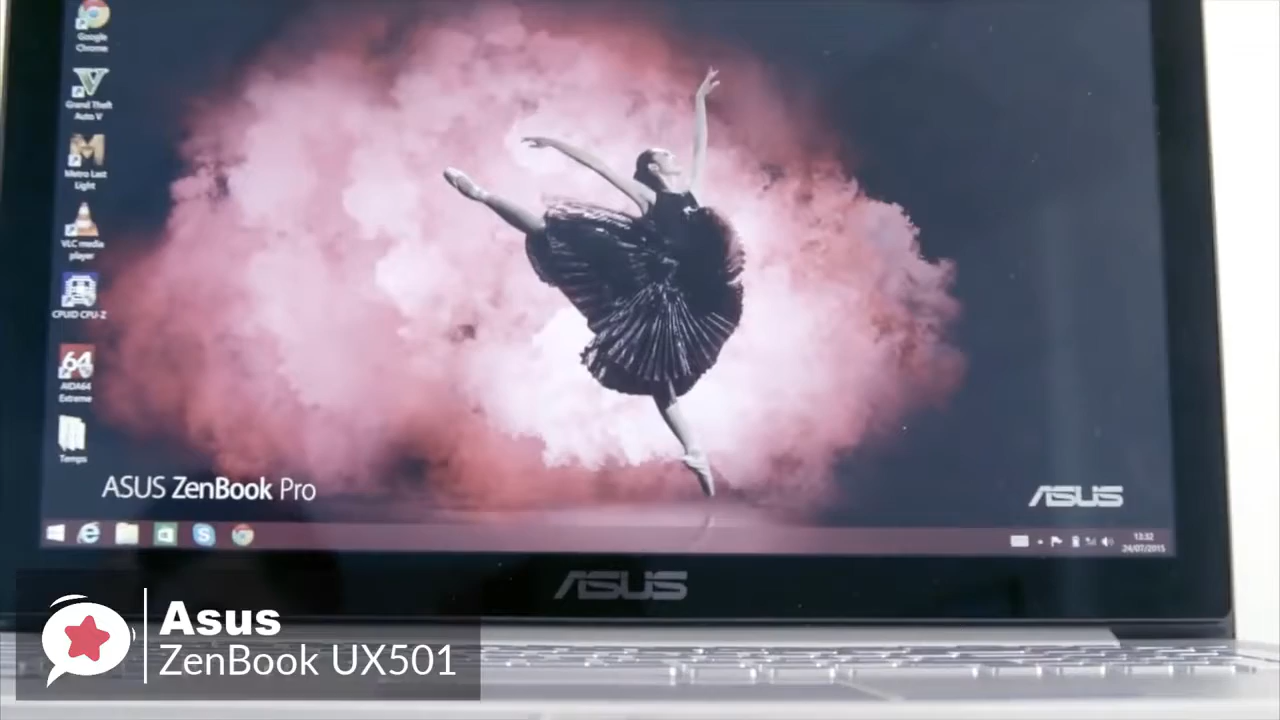 Google
Chrome
Grand Theft
Auto V
Metro Last
Light
VLC media
player
CPUID CPU-Z
64
AIDA64
Extreme
Temps
ASUS ZenBook Pro
ASUS
13:32
24/07/2015
ASUS
Asus
ZenBook UX501